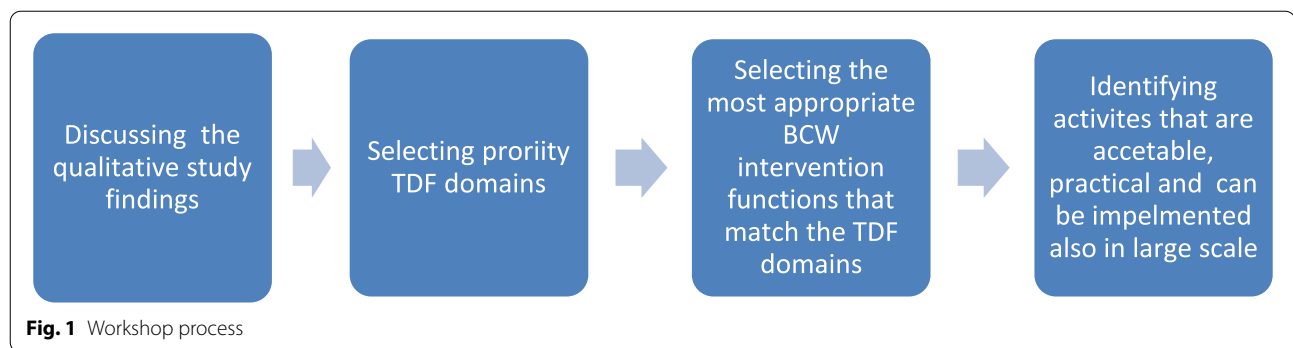 Discussing the
qualitative study
findings
Selecting proriity
TDF domains
Selecting the
most appropriate
BCW
intervention
functions that
match the TDF
domains
Identifying
activites that are
accetable,
practical and can
be impelmented
also in large scale
Fig. 1 Workshop process